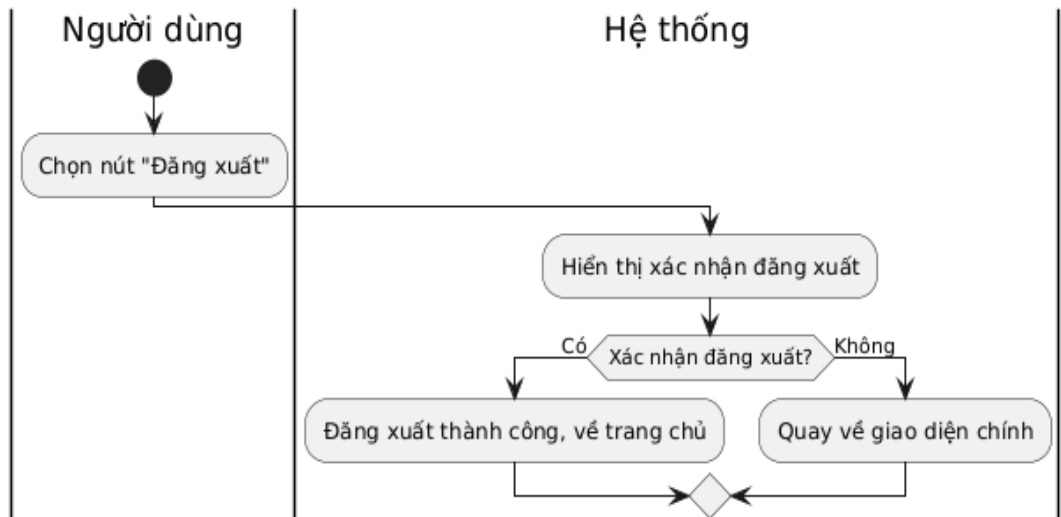 Người dùng
Hệ thống
Chọn nút "Đăng xuất"
Hiển thị xác nhận đăng xuất
Có
Xác nhận đăng xuất?
Không
Đăng xuất thành công, về trang chủ
Quay về giao diện chính